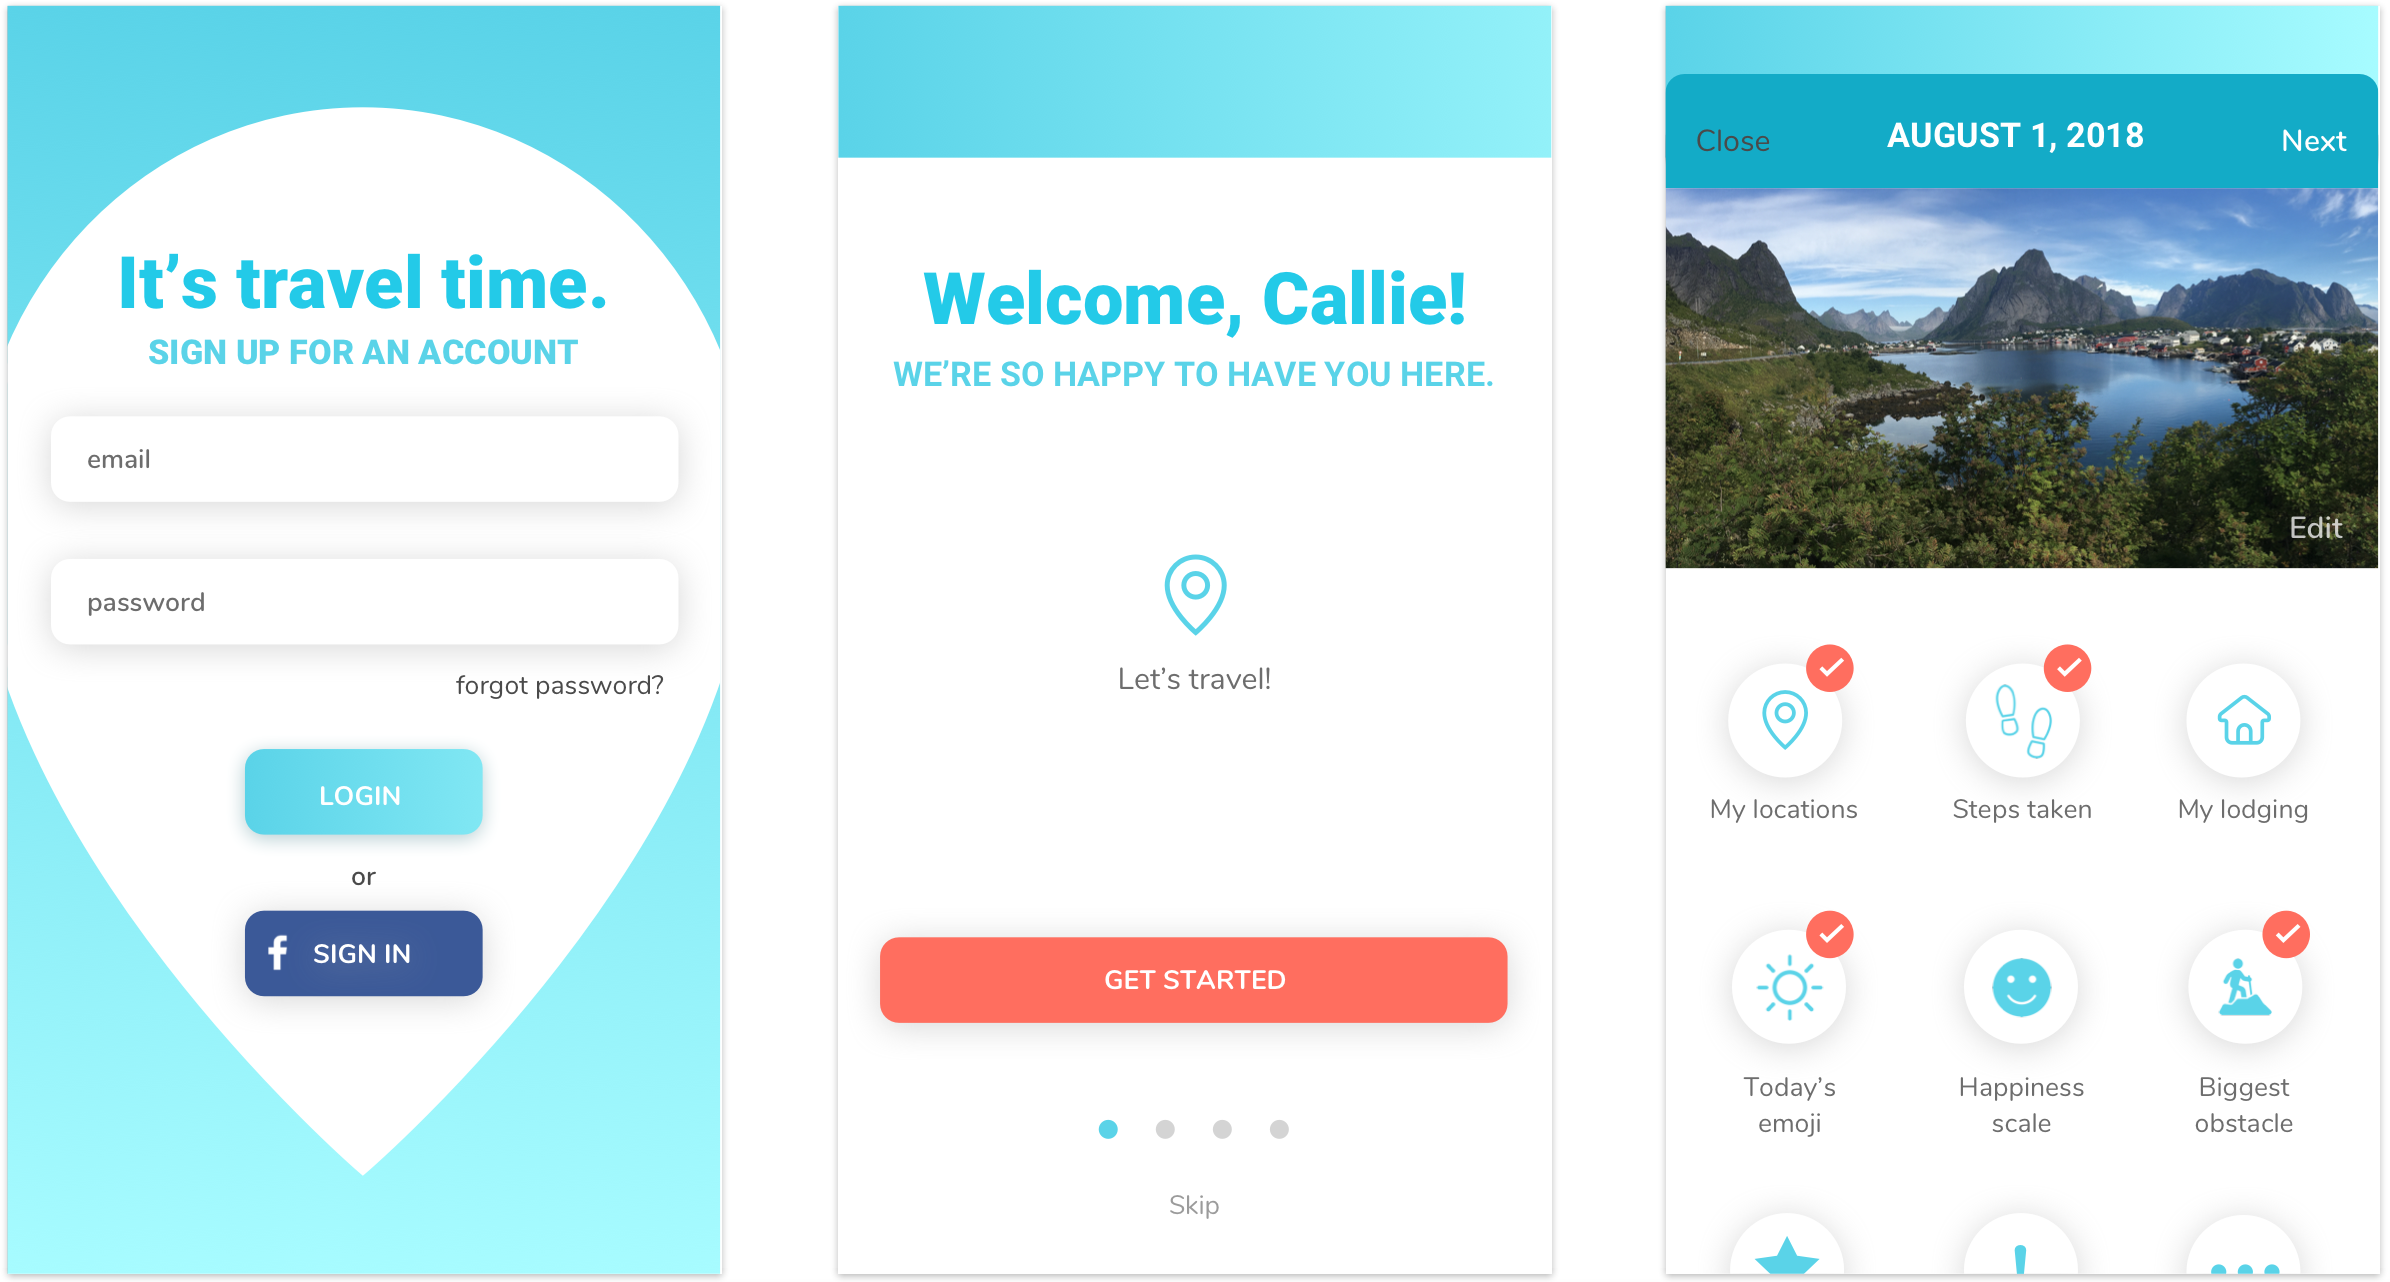 It’s travel time.
SIGN UP FOR AN ACCOUNT
email
password
forgot password?
LOGIN
or
f SIGN IN
Welcome, Callie!
WE’RE SO HAPPY TO HAVE YOU HERE.
Let’s travel!
GET STARTED
Skip
Close AUGUST 1, 2018 Next
Edit
My locations Steps taken My lodging
Today’s Happiness Biggest
emoji scale obstacle